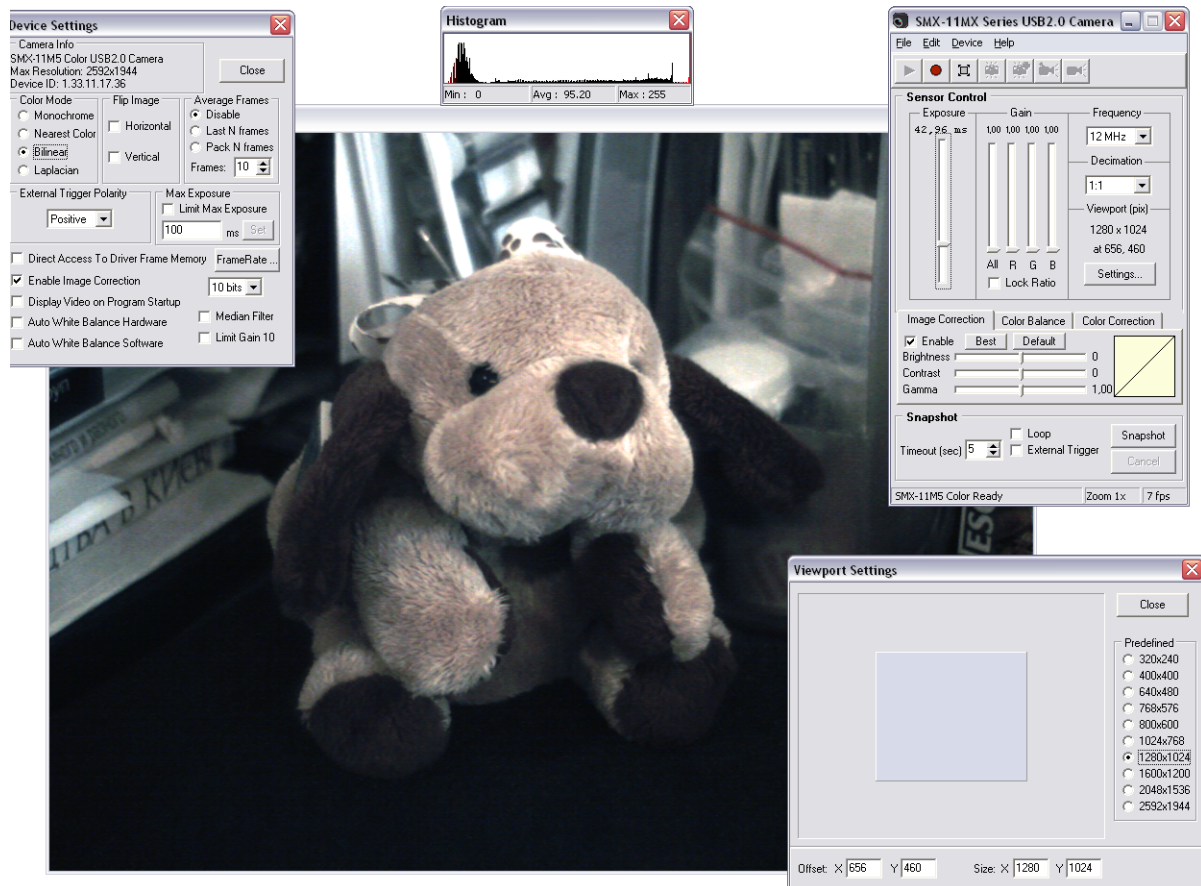 Device Settings
Camera Info
SMX-11M5 Color USB2.0 Camera
Max Resolution: 2592x1944
Device ID: 1.33.11.17.36
Close
Color Mode
Monochrome
Nearest Color
Bilinear
Laplacian
Flip Image
Horizontal
Vertical
Average Frames
Disable
Last N frames
Pack N frames
Frames: 10
External Trigger Polarity
Positive
Max Exposure
Limit Max Exposure
100 ms Set
Direct Access To Driver Frame Memory FrameRate ...
Enable Image Correction 10 bits
Display Video on Program Startup
Auto White Balance Hardware
Auto White Balance Software
Median Filter
Limit Gain 10
Histogram
Min : 0 Avg : 95.20 Max : 255
SMX-11MX Series USB2.0 Camera
File Edit Device Help
Sensor Control
Exposure
42,96 ms
Gain
1,00 1,00 1,00 1,00
All R G B
Lock Ratio
Frequency
12 MHz
Decimation
1:1
Viewport (pix)
1280 x 1024
at 656, 460
Settings...
Image Correction Color Balance Color Correction
Enable Best Default
Brightness 0
Contrast 0
Gamma 1,00
Snapshot
Timeout (sec) 5
Loop
External Trigger
Snapshot
Cancel
SMX-11M5 Color Ready Zoom 1x 7 fps
В КИЕВ
ESC
Viewport Settings
Close
Predefined
320x240
400x400
640x480
768x576
800x600
1024x768
1280x1024
1600x1200
2048x1536
2592x1944
Offset: X 656 Y 460 Size: X 1280 Y 1024